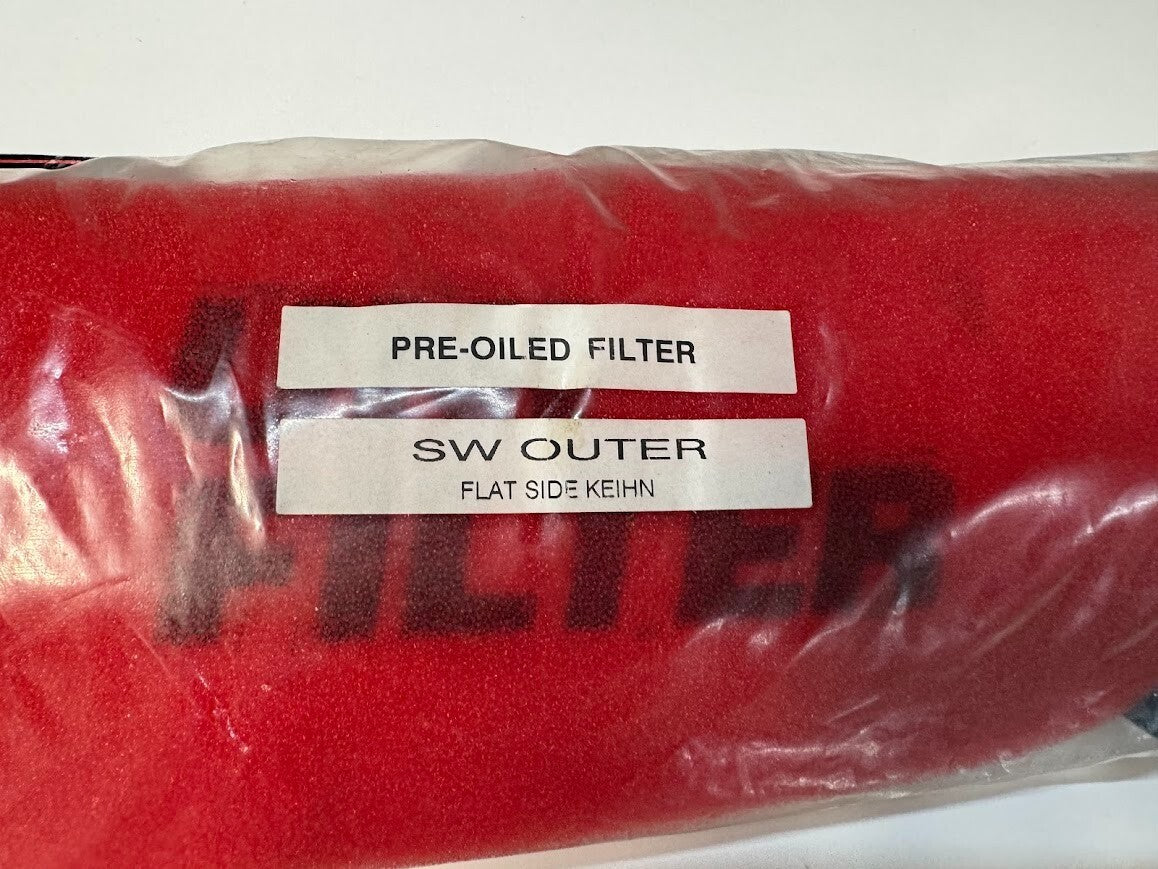 PRE-OILED FILTER
SW OUTER
FLAT SIDE KEIHN
FILTER